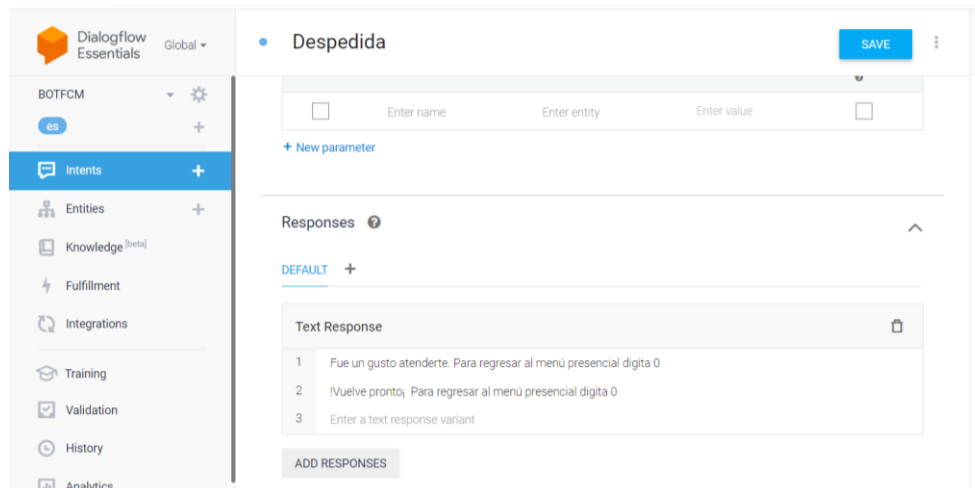 Dialogflow
Essentials
Global
Despedida
SAVE
BOTFCM
es
Enter name
Enter entity
Enter value
+ New parameter
Intents
Entities
Knowledge [beta]
Fulfillment
Integrations
Training
Validation
History
Analytics
Responses
DEFAULT
Text Response
1 Fue un gusto atenderte. Para regresar al menú presencial digita 0
2 !Vuelve pronto¡ Para regresar al menú presencial digita 0
3 Enter a text response variant
ADD RESPONSES